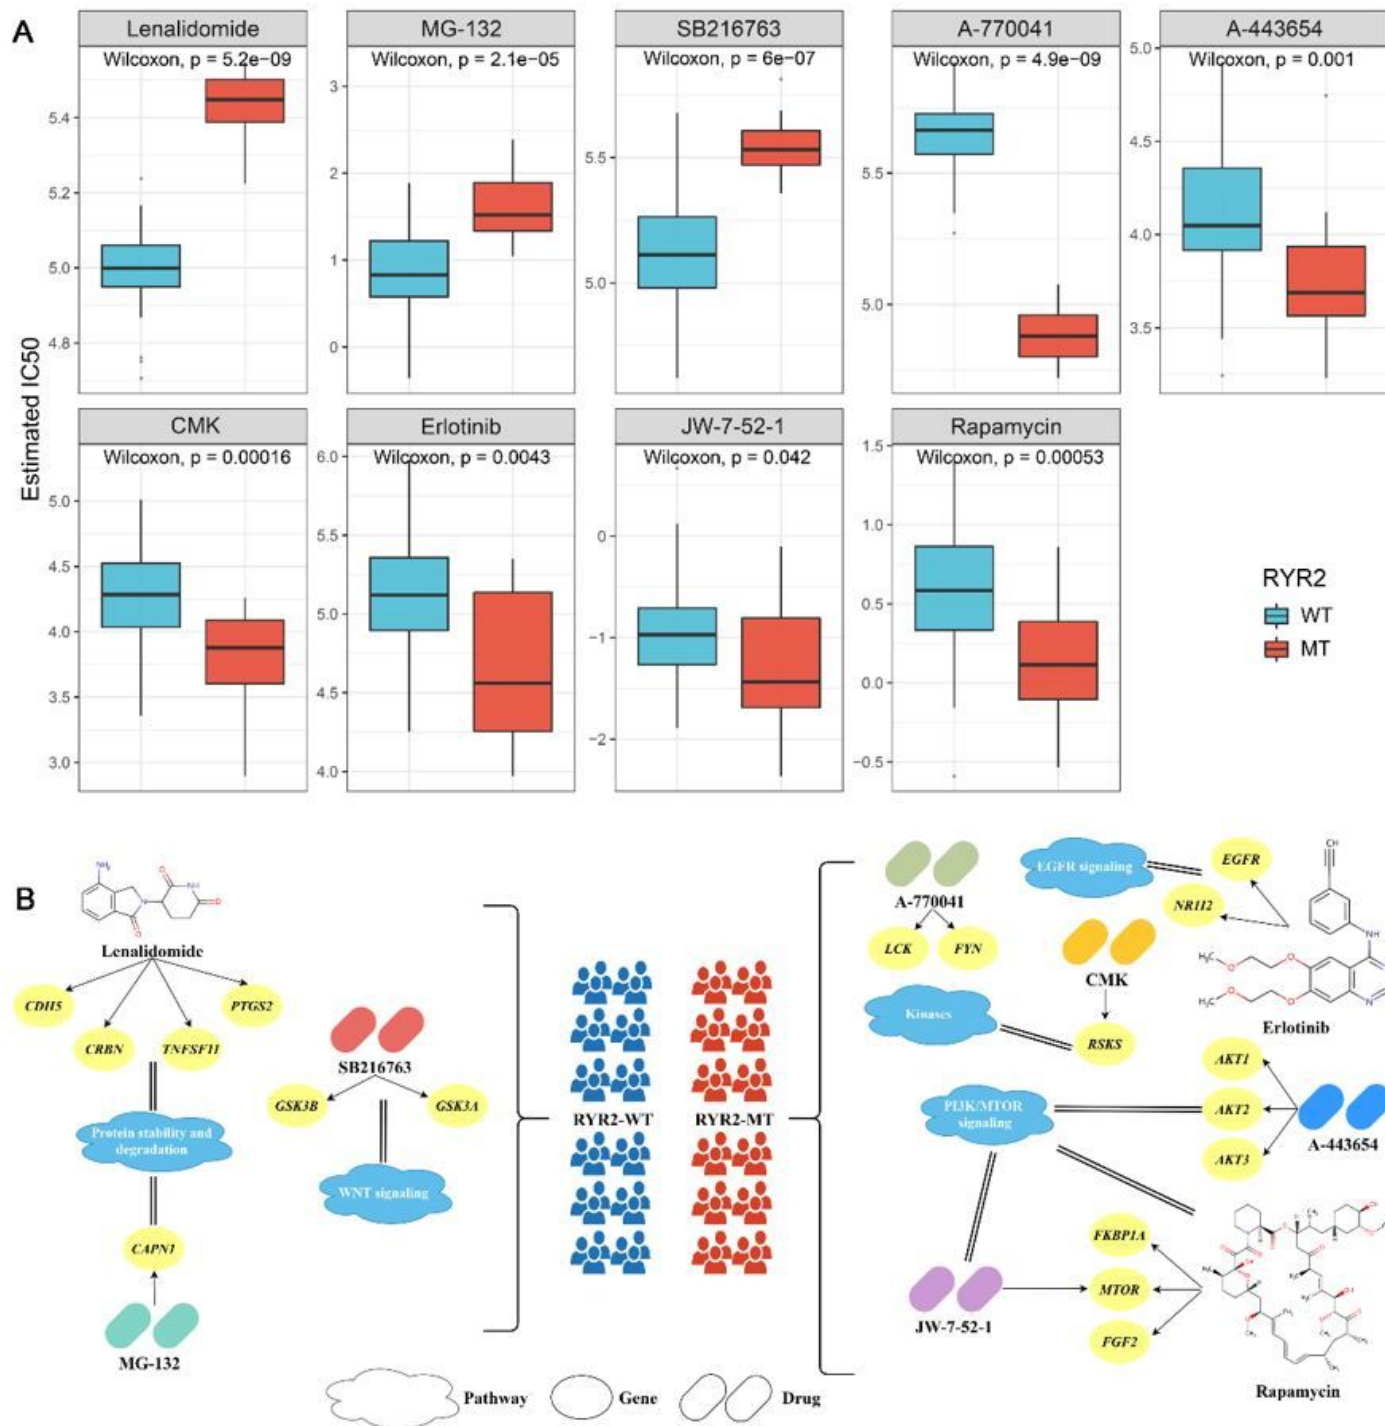 A
Estimated IC50
Lenalidomide
Wilcoxon, p = 5.2e−09
5.4
5.2
5.0
4.8
MG-132
Wilcoxon, p = 2.1e−05
3
2
1
0
SB216763
Wilcoxon, p = 6e−07
5.5
5.0
A-770041
Wilcoxon, p = 4.9e−09
5.5
5.0
A-443654
Wilcoxon, p = 0.001
5.0
4.5
4.0
3.5
CMK
Wilcoxon, p = 0.00016
5.0
4.5
4.0
3.5
3.0
Erlotinib
Wilcoxon, p = 0.0043
6.0
5.5
5.0
4.5
4.0
JW-7-52-1
Wilcoxon, p = 0.042
0
−1
−2
Rapamycin
Wilcoxon, p = 0.00053
1.5
1.0
0.5
0.0
−0.5
RYR2
WT
MT
B
NH₂
O
NH
N
O
O
Lenalidomide
CDH5
PTGS2
CRBN
TNFSF11
Protein stability and
degradation
CAPN1
MG-132
SB216763
GSK3B
GSK3A
WNT signaling
RYR2-WT
RYR2-MT
A-770041
LCK
FYN
EGFR signaling
EGFR
NR1I2
CMK
Kinases
RSKS
CH
NH
H₃C
O
O
N
H₃C
O
O
N
Erlotinib
AKT1
PI3K/MTOR
signaling
AKT2
A-443654
AKT3
FKBP1A
MTOR
JW-7-52-1
FGF2
Rapamycin
Pathway
Gene
Drug